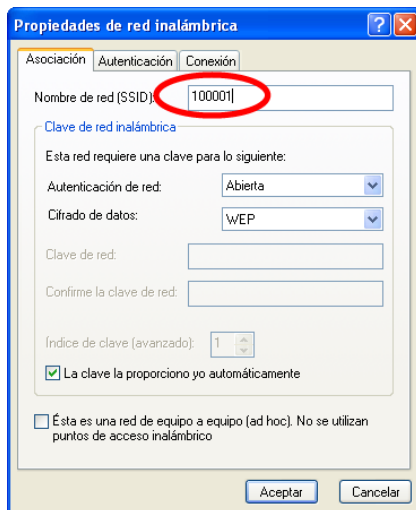 Propiedades de red inalámbrica
Asociación Autenticación Conexión
Nombre de red (SSID): 100001
Clave de red inalámbrica
Esta red requiere una clave para lo siguiente:
Autenticación de red: Abierta
Cifrado de datos: WEP
Clave de red:
Confirme la clave de red:
Índice de clave (avanzado): 1
La clave la proporciono yo automáticamente
Ésta es una red de equipo a equipo (ad hoc). No se utilizan
puntos de acceso inalámbrico
Aceptar Cancelar